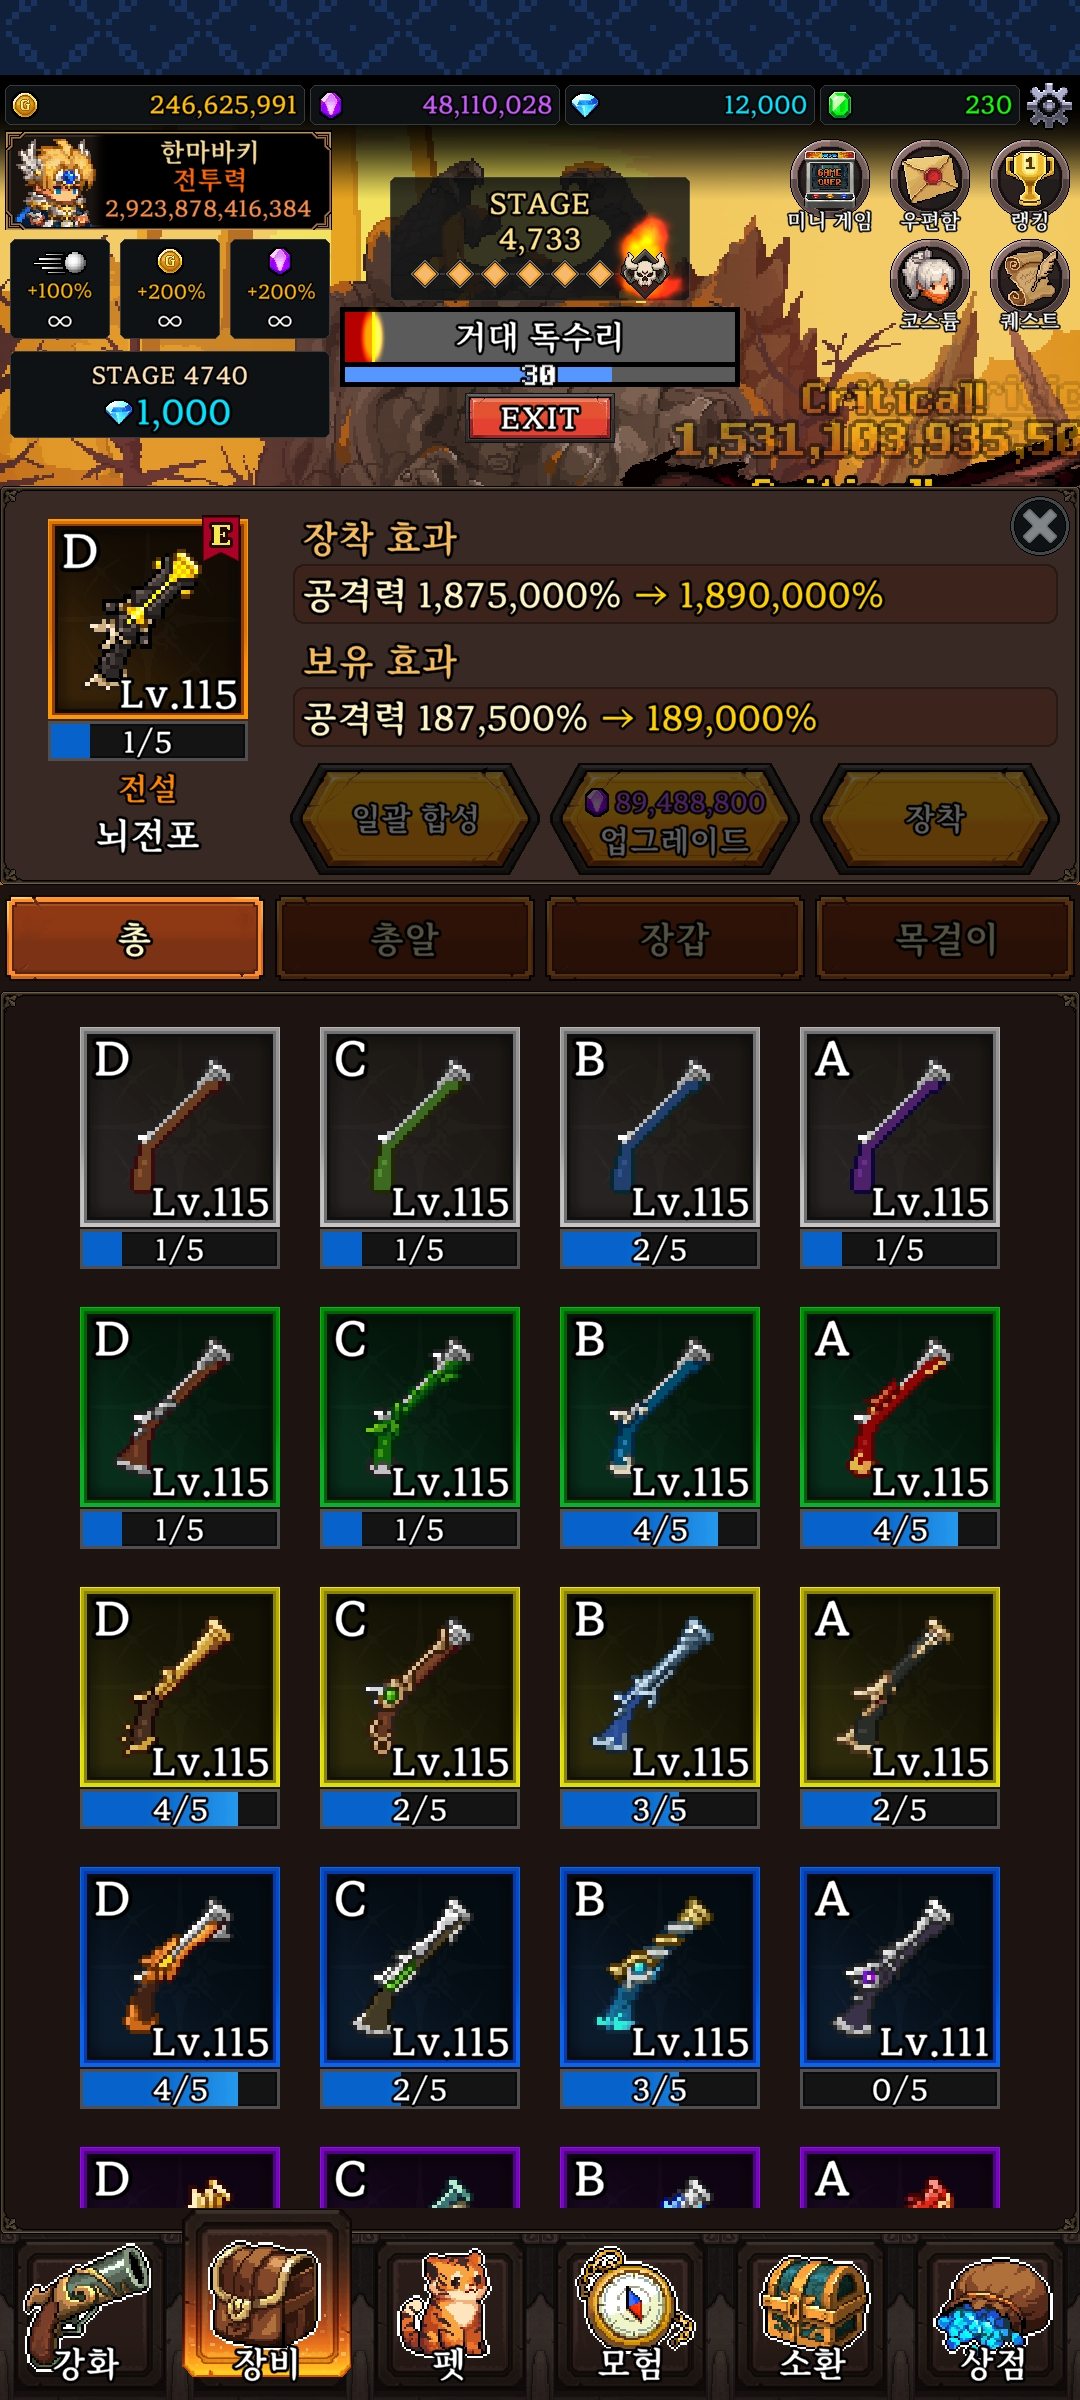 246,625,991
48,110,028
12,000
230
한마바키
전투력
2,923,878,416,384
미니 게임
우편함
랭킹
STAGE
4,733
+100%
∞
+200%
∞
+200%
∞
코스튬
퀘스트
거대 독수리
30
EXIT
STAGE 4740
1,000
Critical!
D
E
Lv.115
1/5
전설
뇌전포
장착 효과
공격력 1,875,000% → 1,890,000%
보유 효과
공격력 187,500% → 189,000%
일괄 합성
89,488,800
업그레이드
장착
총
총알
장갑
목걸이
D
Lv.115
1/5
C
Lv.115
1/5
B
Lv.115
2/5
A
Lv.115
1/5
D
Lv.115
1/5
C
Lv.115
1/5
B
Lv.115
4/5
A
Lv.115
4/5
D
Lv.115
4/5
C
Lv.115
2/5
B
Lv.115
3/5
A
Lv.115
2/5
D
Lv.115
4/5
C
Lv.115
2/5
B
Lv.115
3/5
A
Lv.111
0/5
D
C
B
A
강화
장비
펫
모험
소환
상점